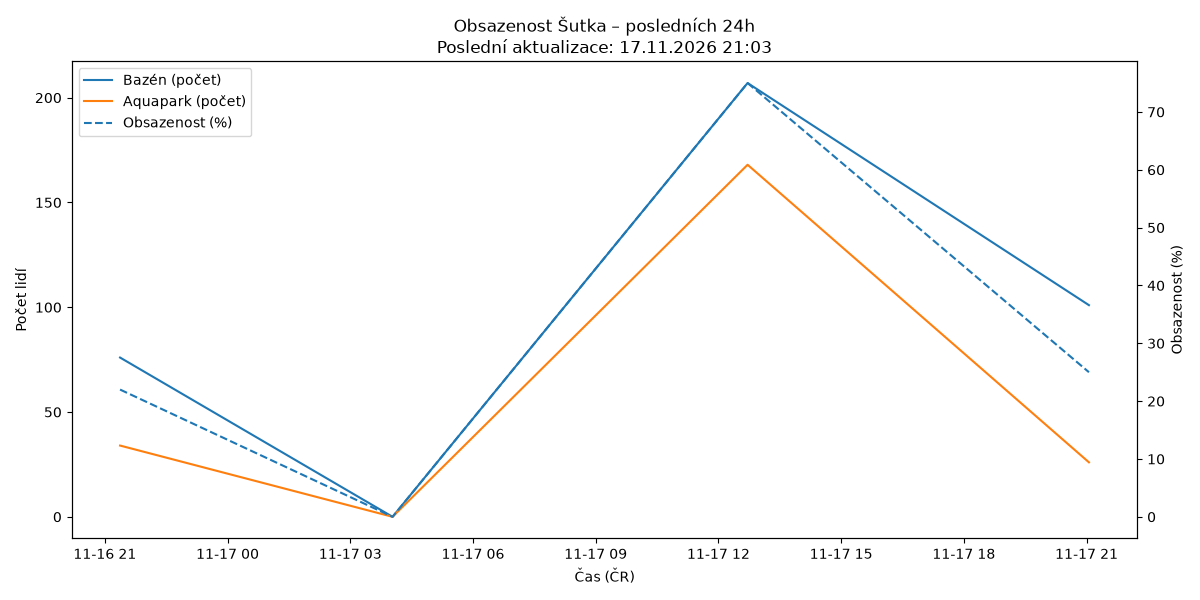 Obsazenost Šutka – posledních 24h
Poslední aktualizace: 17.11.2026 21:03
Bazén (počet)
Aquapark (počet)
Obsazenost (%)
Počet lidí
200
150
100
50
0
70
60
50
40
30
20
10
0
Obsazenost (%)
11-16 21
11-17 00
11-17 03
11-17 06
11-17 09
11-17 12
11-17 15
11-17 18
11-17 21
Čas (ČR)